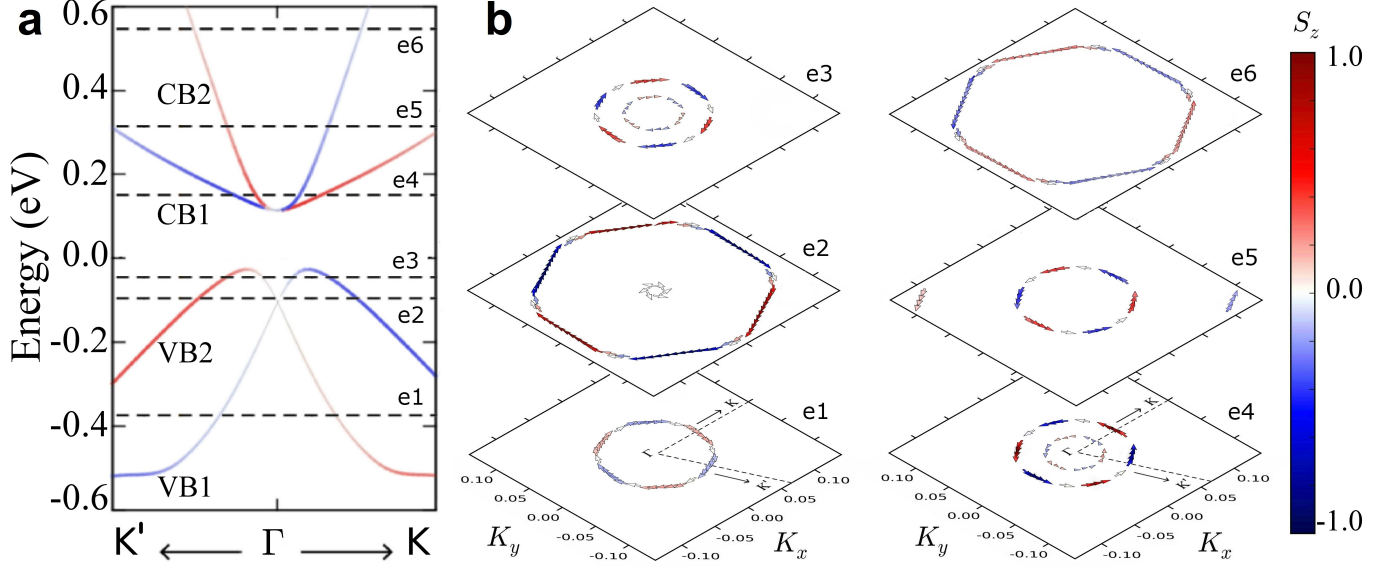 a
Energy (eV)
0.6
0.4
0.2
0.0
-0.2
-0.4
-0.6
e6
CB2
e5
e4
CB1
e3
e2
VB2
e1
VB1
K'
Γ
K
b
e3
e6
e2
e5
e1
K
Γ
K'
0.10
0.05
0.00
-0.05
-0.10
K_y
0.10
0.05
0.00
-0.05
-0.10
K_x
e4
K
Γ
K'
0.10
0.05
0.00
-0.05
-0.10
K_y
0.10
0.05
0.00
-0.05
-0.10
K_x
S_z
1.0
0.0
-1.0